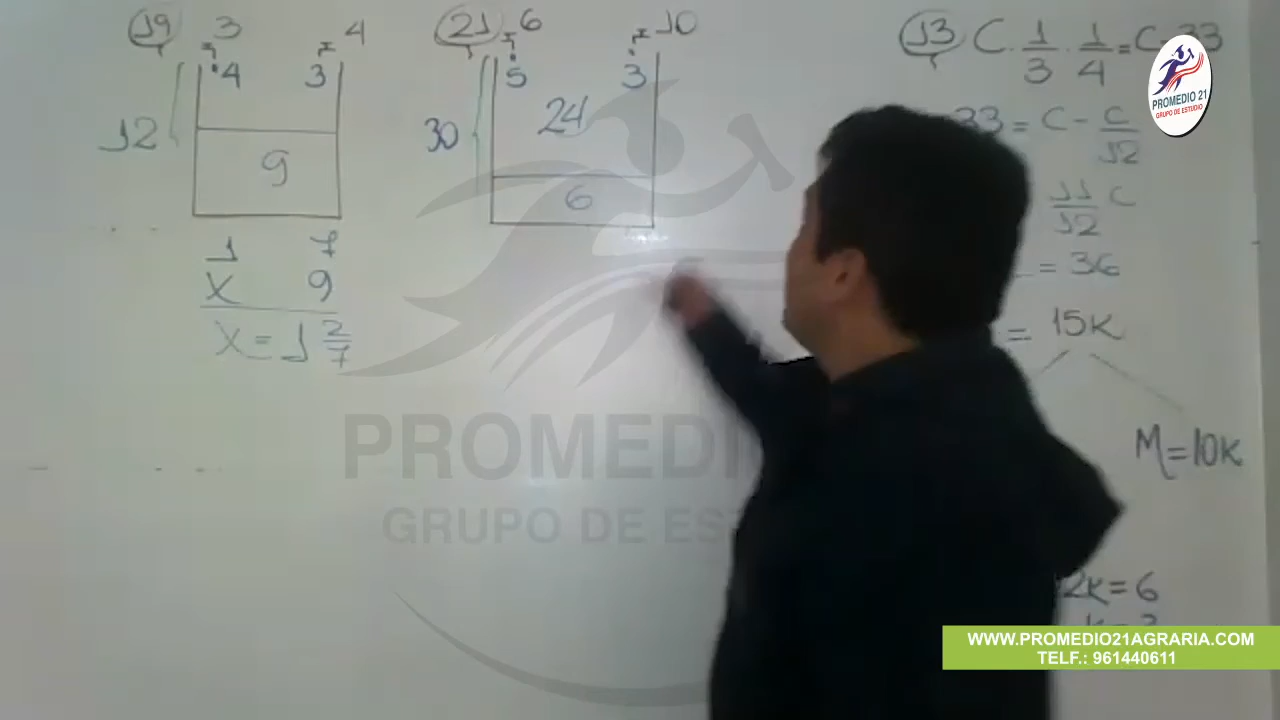 19 3 4
4 3
12
9
1 7
x 9
x = 1 2/7
21 6 10
5 3
30 24
6
13 C . 1/3 . 1/4 = C - 33
33 = C - C/12
11/12 C
= 36
= 15K
M = 10K
2K = 6
PROMEDIO 21
GRUPO DE ESTUDIO
PROMEDI
GRUPO DE ES
WWW.PROMEDIO21AGRARIA.COM
TELF.: 961440611